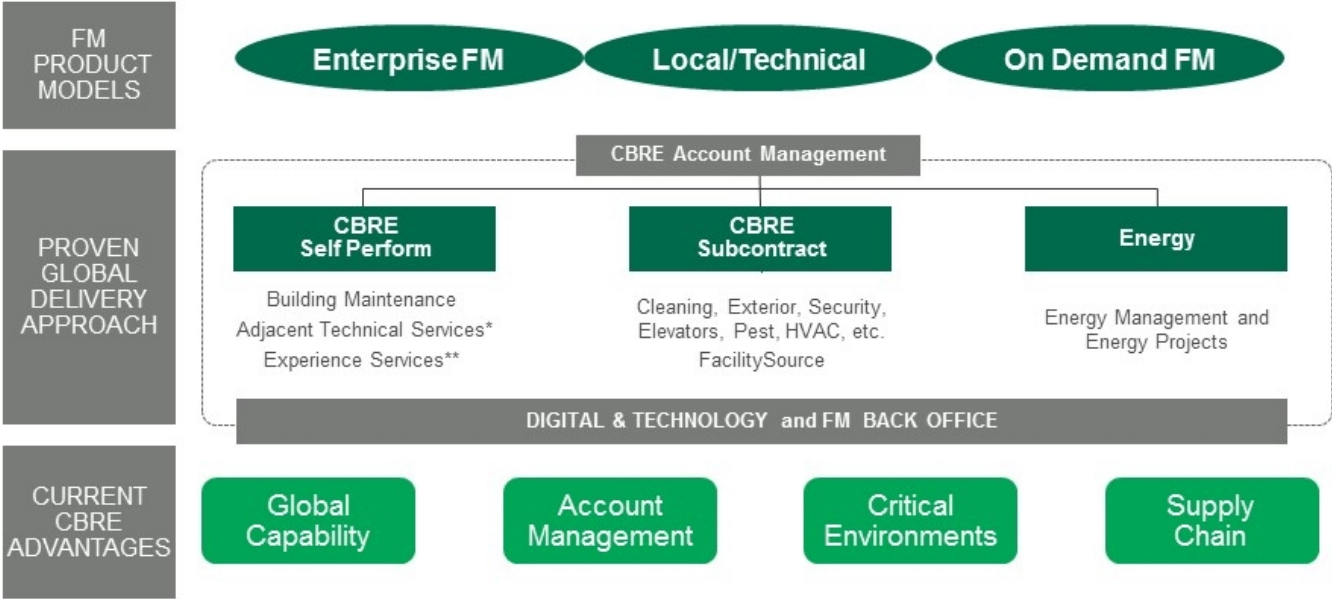 FM
PRODUCT
MODELS
Enterprise FM
Local/Technical
On Demand FM
PROVEN
GLOBAL
DELIVERY
APPROACH
CBRE Account Management
CBRE
Self Perform
Building Maintenance
Adjacent Technical Services*
Experience Services**
CBRE
Subcontract
Cleaning, Exterior, Security,
Elevators, Pest, HVAC, etc.
FacilitySource
Energy
Energy Management and
Energy Projects
DIGITAL & TECHNOLOGY and FM BACK OFFICE
CURRENT
CBRE
ADVANTAGES
Global
Capability
Account
Management
Critical
Environments
Supply
Chain